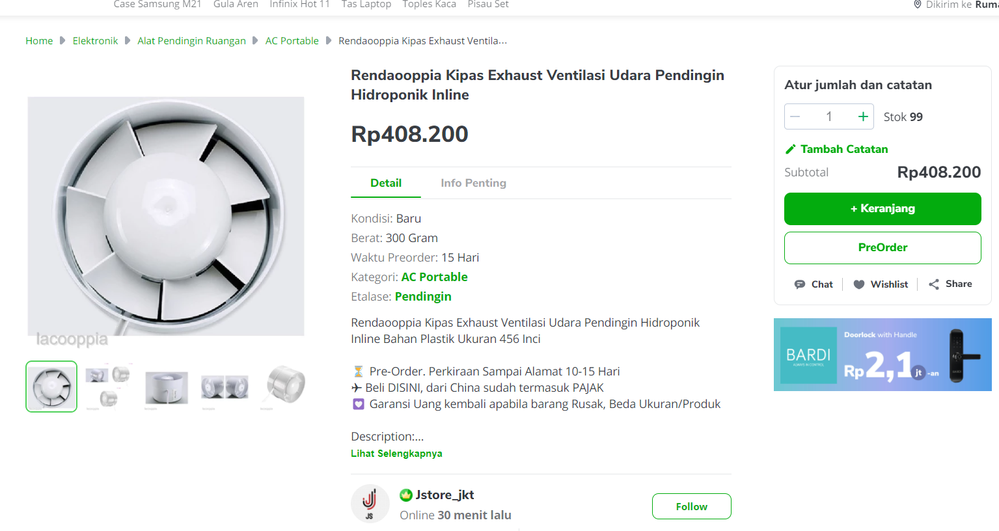 Case Samsung M21 Gula Aren Infinix Hot 11 Tas Laptop Toples Kaca Pisau Set
Dikirim ke
Home Elektronik Alat Pendingin Ruangan AC Portable Rendaooppia Kipas Exhaust Ventila...
Rendaooppia Kipas Exhaust Ventilasi Udara Pendingin
Hidroponik Inline
Rp408.200
Detail Info Penting
Kondisi: Baru
Berat: 300 Gram
Waktu Preorder: 15 Hari
Kategori: AC Portable
Etalase: Pendingin
Rendaooppia Kipas Exhaust Ventilasi Udara Pendingin Hidroponik
Inline Bahan Plastik Ukuran 456 Inci
⏳ Pre-Order. Perkiraan Sampai Alamat 10-15 Hari
✈ Beli DISINI, dari China sudah termasuk PAJAK
💟 Garansi Uang kembali apabila barang Rusak, Beda Ukuran/Produk
Description:...
Lihat Selengkapnya
JS
Jstore_jkt
Online 30 menit lalu
Follow
lacooppia
Atur jumlah dan catatan
1 Stok 99
Tambah Catatan
Subtotal Rp408.200
+ Keranjang
PreOrder
Chat Wishlist Share
BARDI
ALWAYS IN CONTROL
Doorlock with Handle
Rp2,1jt-an